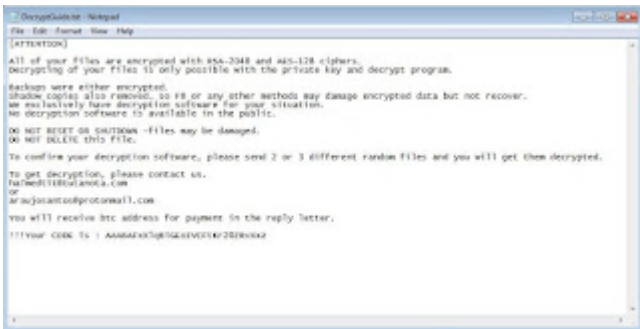 DecryptGuide.txt - Notepad
File Edit Format View Help
[ATTENTION]
All of your files are encrypted with RSA-2048 and AES-128 ciphers.
Decrypting of your files is only possible with the private key and decrypt program.
Backups were either encrypted.
Shadow copies also removed, so F8 or any other methods may damage encrypted data but not recover.
We exclusively have decryption software for your situation.
No decryption software is available in the public.
DO NOT RESET OR SHUTDOWN -files may be damaged.
DO NOT DELETE this file.
To confirm your decryption software, please send 2 or 3 different random files and you will get them decrypted.
To get decryption, please contact us.
or
araujosantos@protonmail.com
You will receive btc address for payment in the reply letter.
!!!Your CODE is :